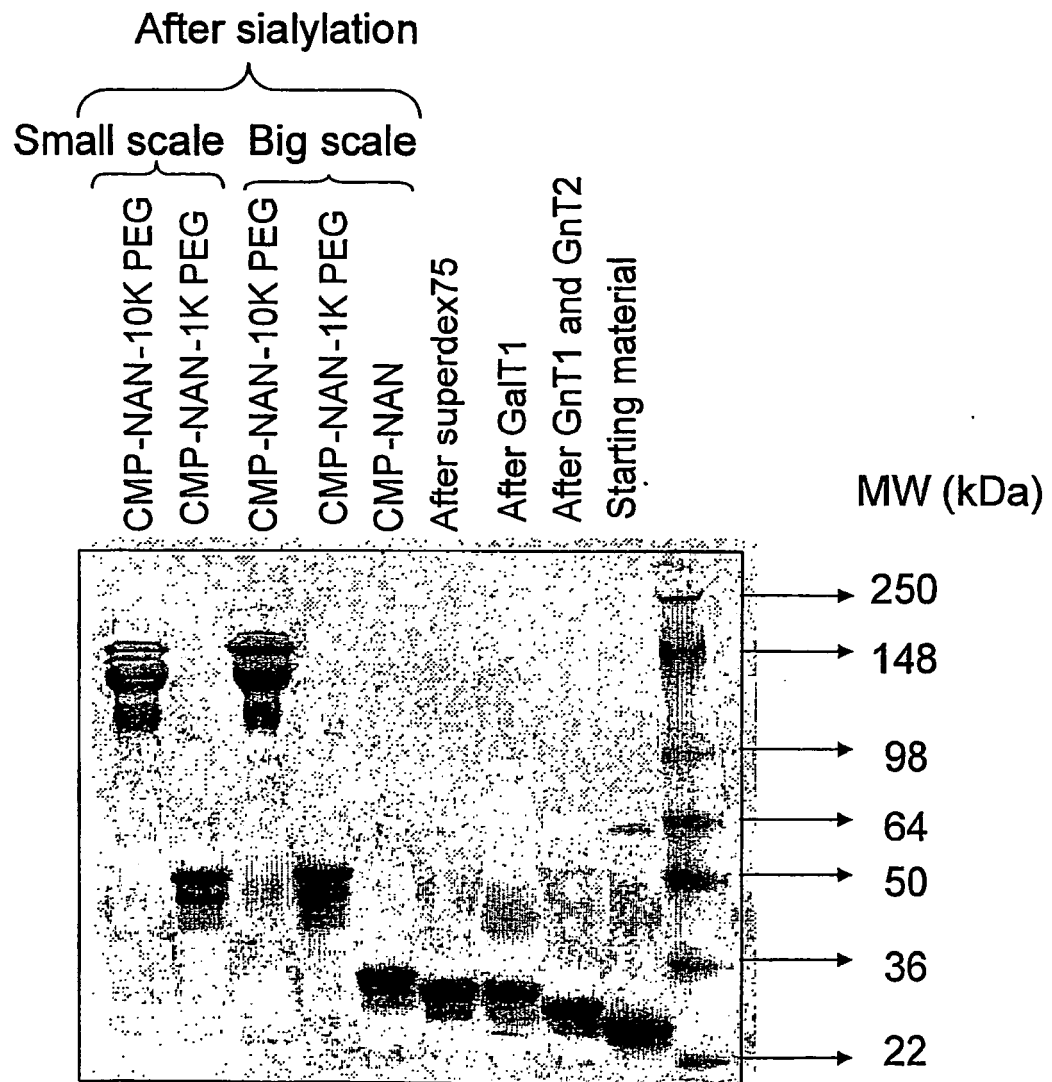 After sialylation
Small scale
Big scale
CMP-NAN-10K PEG
CMP-NAN-1K PEG
CMP-NAN-10K PEG
CMP-NAN-1K PEG
CMP-NAN
After superdex75
After GalT1
After GnT1 and GnT2
Starting material
MW (kDa)
250
148
98
64
50
36
22